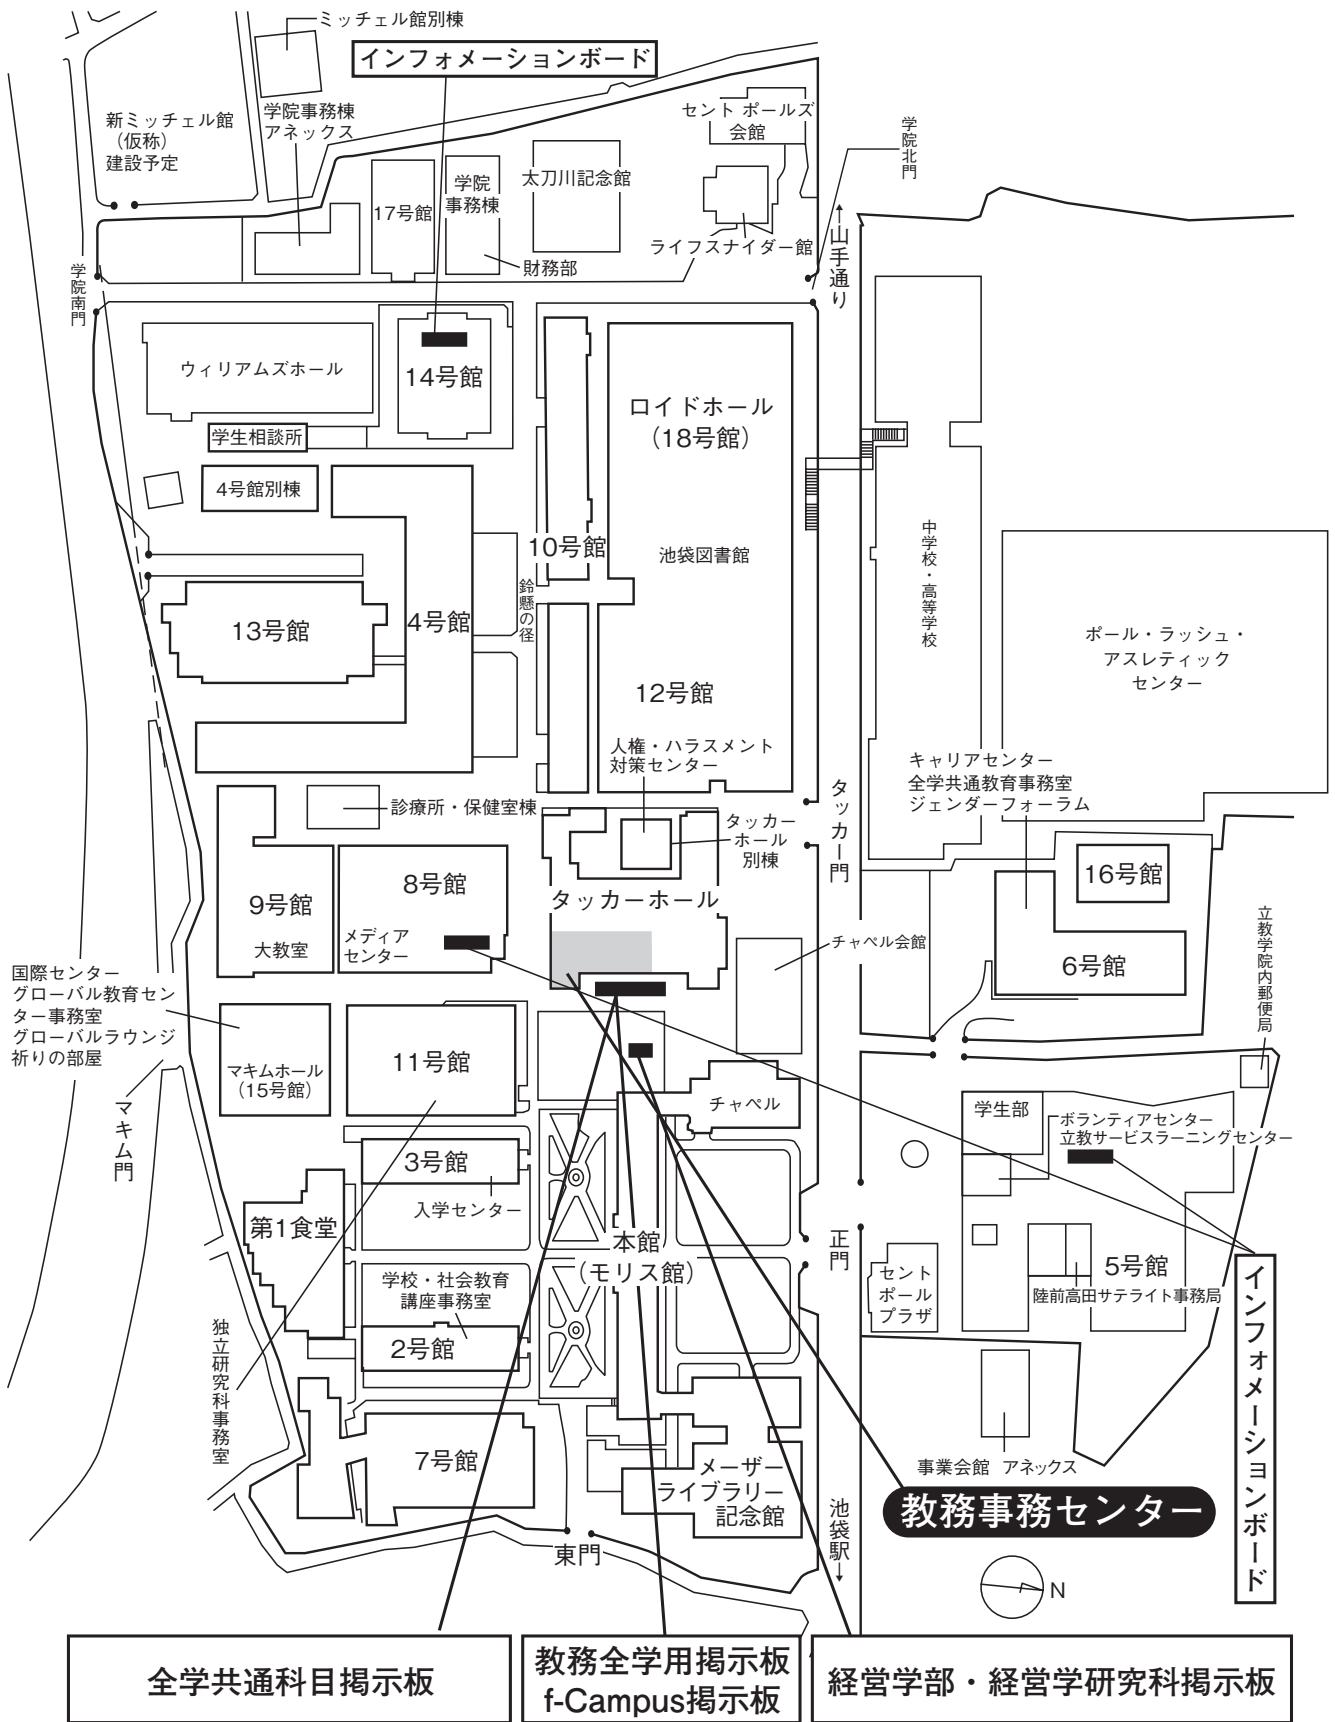 ミッチェル館別棟
インフォメーションボード
新ミッチェル館
（仮称）
建設予定
学院事務棟
アネックス
セント ポールズ
会館
学院北門
17号館
学院
事務棟
太刀川記念館
ライフスナイダー館
財務部
←山手通り
学院南門
ウィリアムズホール
14号館
ロイドホール
（18号館）
学生相談所
4号館別棟
10号館
池袋図書館
中学校・高等学校
鈴懸の径
4号館
13号館
ポール・ラッシュ・
アスレティック
センター
12号館
人権・ハラスメント
対策センター
キャリアセンター
全学共通教育事務室
ジェンダーフォーラム
診療所・保健室棟
タッカー
ホール
別棟
タッカー門
16号館
8号館
9号館
タッカーホール
大教室
メディア
センター
チャペル会館
6号館
立教学院内郵便局
国際センター
グローバル教育セン
ター事務室
グローバルラウンジ
祈りの部屋
マキムホール
（15号館）
11号館
チャペル
学生部
ボランティアセンター
立教サービスラーニングセンター
マキム門
3号館
入学センター
第1食堂
本館
（モリス館）
正門
セント
ポール
プラザ
5号館
陸前高田サテライト事務局
インフォメーションボード
学校・社会教育
講座事務室
2号館
独立研究科事務室
7号館
メーザー
ライブラリー
記念館
事業会館 アネックス
教務事務センター
池袋駅→
東門
N
全学共通科目掲示板
教務全学用掲示板
f-Campus掲示板
経営学部・経営学研究科掲示板